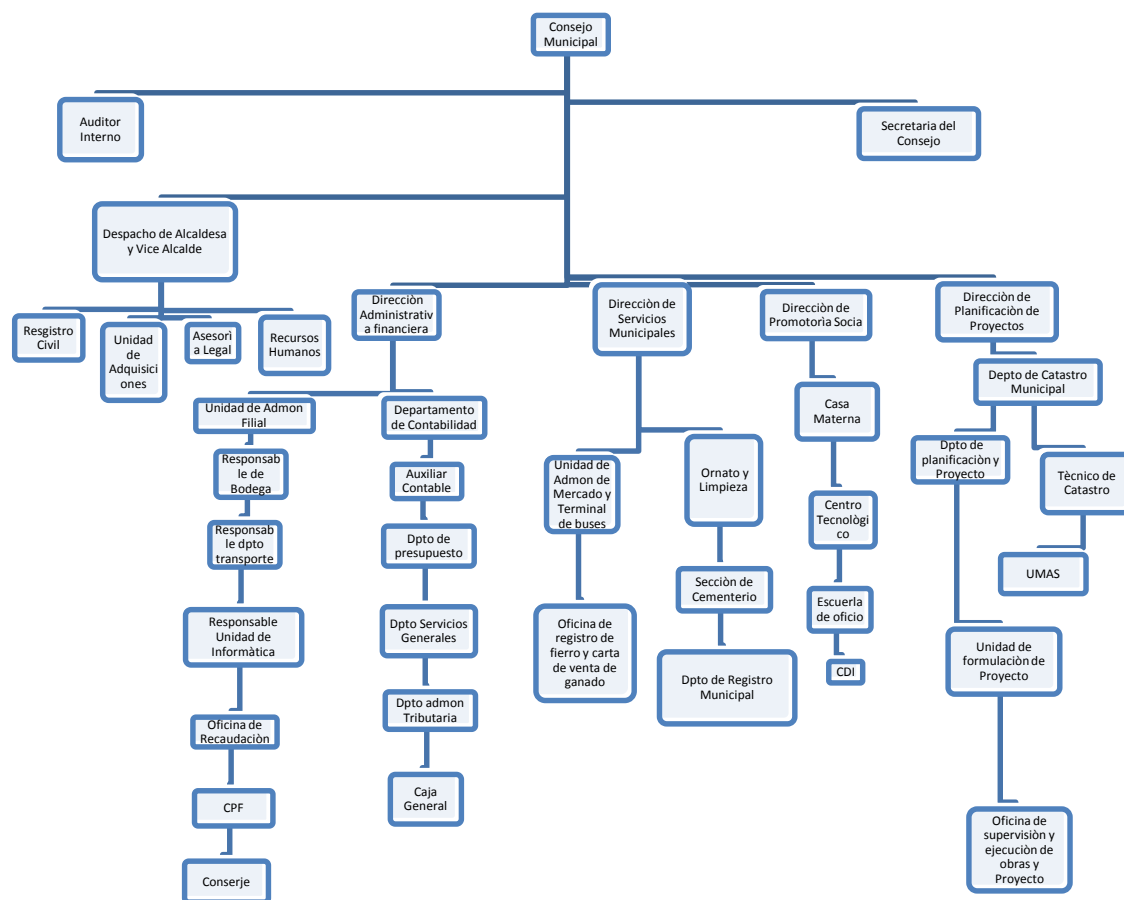 Consejo
Municipal
Auditor
Interno
Secretaria del
Consejo
Despacho de Alcaldesa
y Vice Alcalde
Resgistro
Civil
Unidad
de
Adquisici
ones
Asesorì
a Legal
Recursos
Humanos
Direcciòn
Administrativ
a financiera
Direcciòn de
Servicios
Municipales
Direcciòn de
Promotorìa Socia
Direcciòn de
Planificaciòn de
Proyectos
Unidad de Admon
Filial
Responsab
le de
Bodega
Responsab
le dpto
transporte
Responsable
Unidad de
Informàtica
Oficina de
Recaudaciòn
CPF
Conserje
Departamento
de Contabilidad
Auxiliar
Contable
Dpto de
presupuesto
Dpto Servicios
Generales
Dpto admon
Tributaria
Caja
General
Unidad de
Admon de
Mercado y
Terminal
de buses
Oficina de
registro de
fierro y carta
de venta de
ganado
Ornato y
Limpieza
Secciòn de
Cementerio
Dpto de Registro
Municipal
Casa
Materna
Centro
Tecnològi
co
Escuerla
de oficio
CDI
Depto de Catastro
Municipal
Dpto de
planificaciòn y
Proyecto
Tècnico de
Catastro
UMAS
Unidad de
formulaciòn de
Proyecto
Oficina de
supervisiòn y
ejecuciòn de
obras y
Proyecto